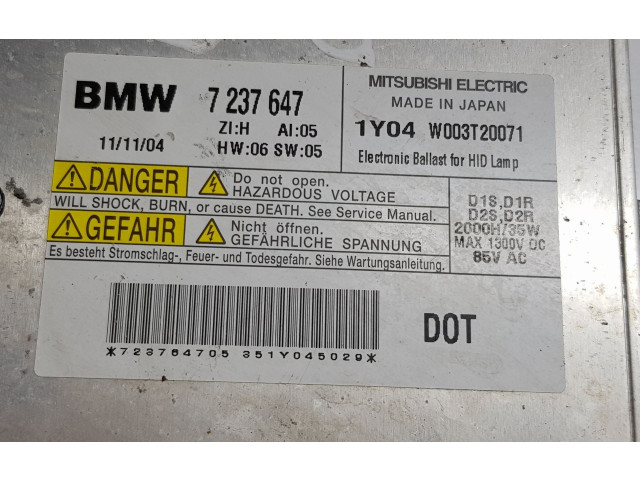 BMW 7 237 647
ZI:H AI:05
11/11/04 HW:06 SW:05
MITSUBISHI ELECTRIC
MADE IN JAPAN
1Y04 W003T20071
Electronic Ballast for HID Lamp
DANGER Do not open.
HAZARDOUS VOLTAGE
WILL SHOCK, BURN, or cause DEATH. See Service Manual.
GEFAHR Nicht öffnen.
GEFÄHRLICHE SPANNUNG
Es besteht Stromschlag-, Feuer- und Todesgefahr. Siehe Wartungsanleitung.
D1S,D1R
D2S,D2R
2000H/35W
MAX 1300V DC
85V AC
*723764705 351Y045029*
DOT